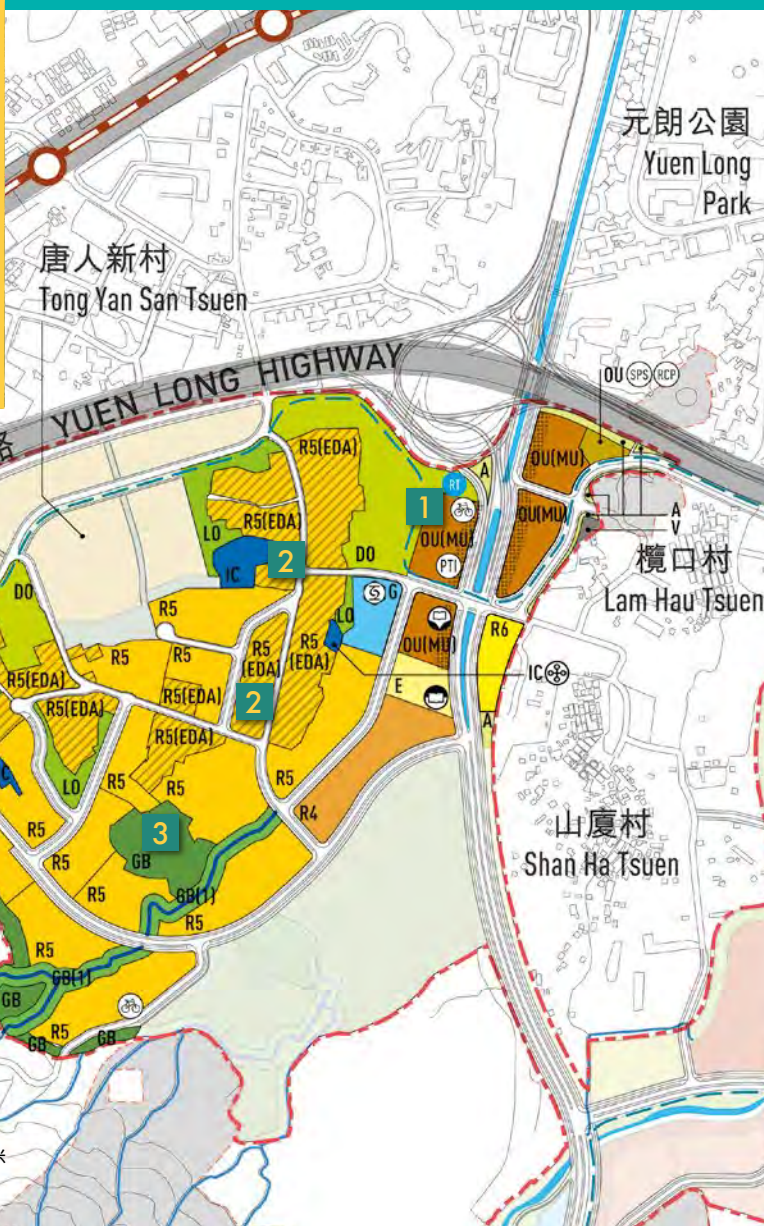 元朗公園
Yuen Long
Park
唐人新村
Tong Yan San Tsuen
路
YUEN LONG HIGHWAY
OU SPS RCP
R5(EDA)
OU(MU)
A
RT
1
R5(EDA)
OU(MU)
OU(MU)
A
V
LO
2
DO
PTI
欖口村
Lam Hau Tsuen
IC
DO
G
R5
LO
R6
OU(MU)
R5
R5
R5
(EDA)
R5
(EDA)
IC
R5(EDA)
R5(EDA)
E
R5(EDA)
2
A
R5(EDA)
C
LO
R5
R5
R5
R4
山廈村
Shan Ha Tsuen
R5
3
R5
GB
R5
GB(1)
R5
R5
GB(1)
GB
R5
GB
GB
米